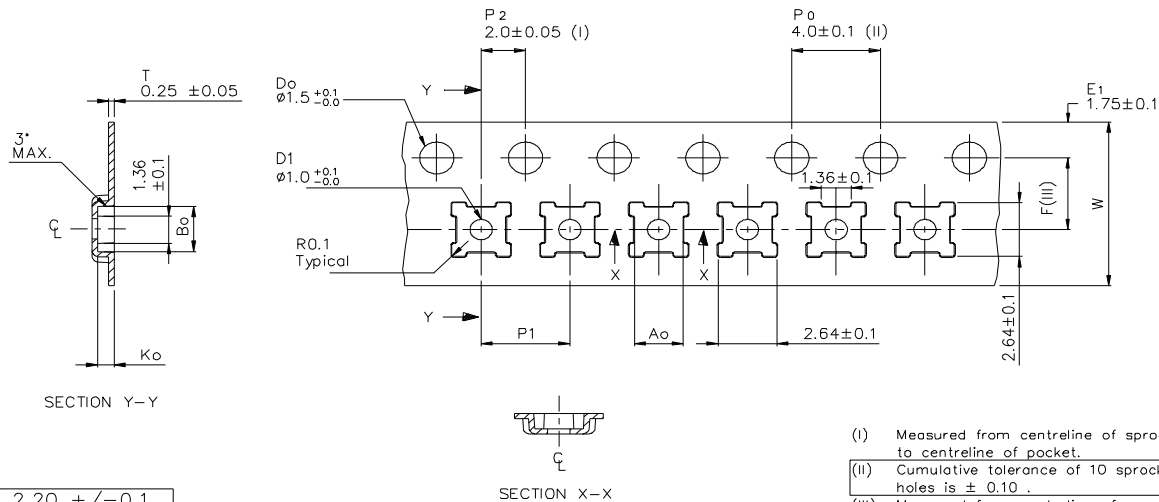 P2
2.0±0.05 (I)
Po
4.0±0.1 (II)
T
0.25 ±0.05
Do
ø1.5 +0.1 -0.0
Y
E1
1.75±0.1
3°
MAX.
1.36
±0.1
D1
ø1.0 +0.1 -0.0
1.36±0.1
F(III)
W
Bo
CL
R0.1
Typical
X
X
Y
P1
Ao
2.64±0.1
2.64±0.1
Ko
SECTION Y-Y
CL
SECTION X-X
(I) Measured from centreline of
to centreline of pocket.
(II) Cumulative tolerance of 10
holes is ± 0.10 .
2.20 +/-0.1